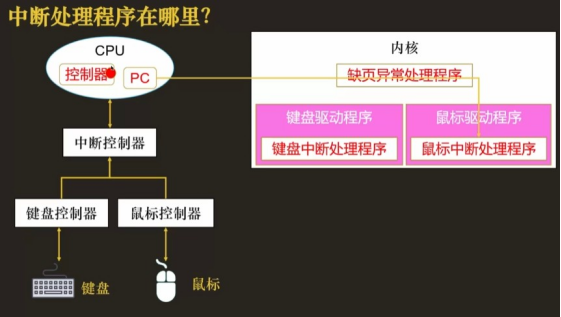 中断处理程序在哪里?
CPU
控制器
PC
中断控制器
键盘控制器
鼠标控制器
键盘
鼠标
内核
缺页异常处理程序
键盘驱动程序
键盘中断处理程序
鼠标驱动程序
鼠标中断处理程序